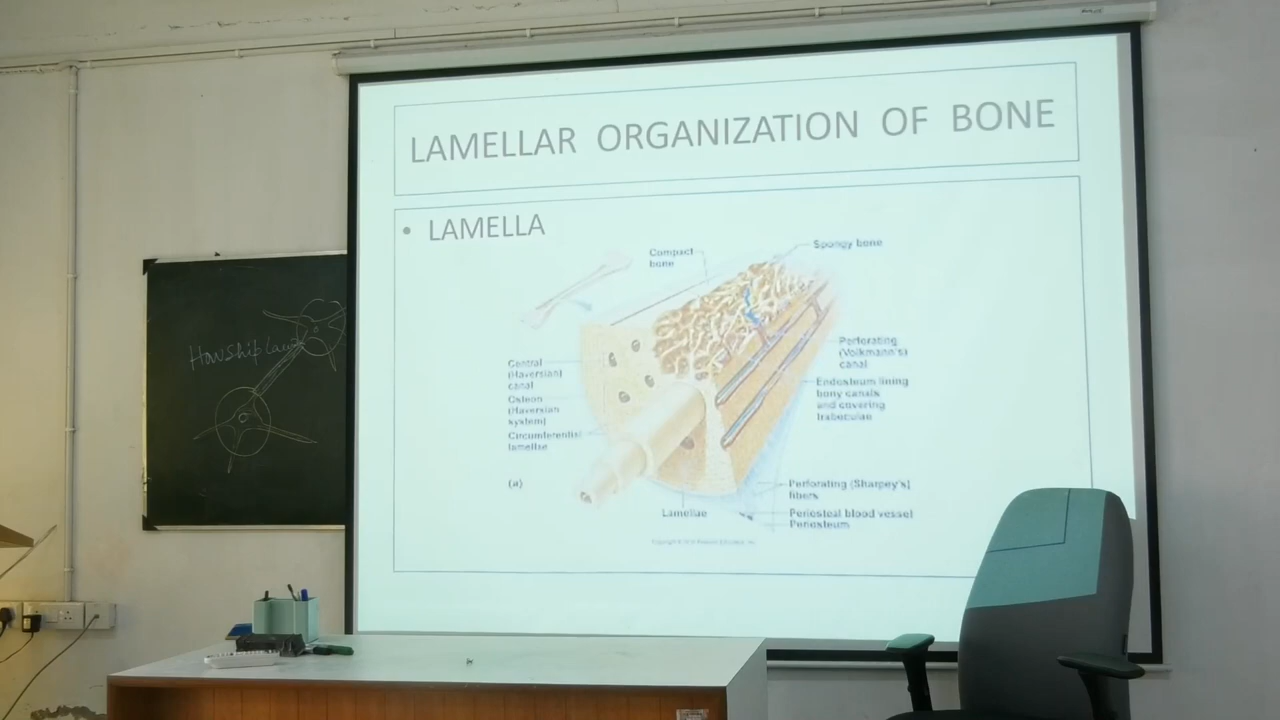 LAMELLAR ORGANIZATION OF BONE
• LAMELLA
Compact
bone
Spongy bone
Central
(Haversian)
canal
Osteon
(Haversian
system)
Circumferential
lamellae
(a)
Lamellae
Perforating
(Volkmann's)
canal
Endosteum lining
bony canals
and covering
trabeculae
Perforating (Sharpey's)
fibers
Periosteal blood vessel
Periosteum
Howship